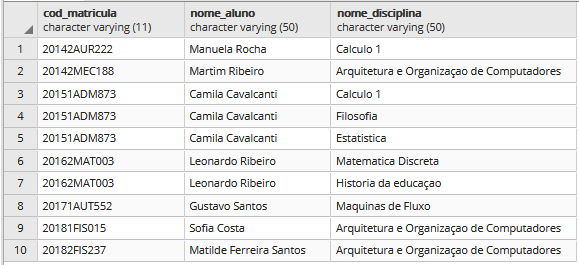 cod_matricula nome_aluno nome_disciplina
character varying (11) character varying (50) character varying (50)
1 20142AUR222 Manuela Rocha Calculo 1
2 20142MEC188 Martim Ribeiro Arquitetura e Organizaçao de Computadores
3 20151ADM873 Camila Cavalcanti Calculo 1
4 20151ADM873 Camila Cavalcanti Filosofia
5 20151ADM873 Camila Cavalcanti Estatistica
6 20162MAT003 Leonardo Ribeiro Matematica Discreta
7 20162MAT003 Leonardo Ribeiro Historia da educaçao
8 20171AUT552 Gustavo Santos Maquinas de Fluxo
9 20181FIS015 Sofia Costa Arquitetura e Organizaçao de Computadores
10 20182FIS237 Matilde Ferreira Santos Arquitetura e Organizaçao de Computadores